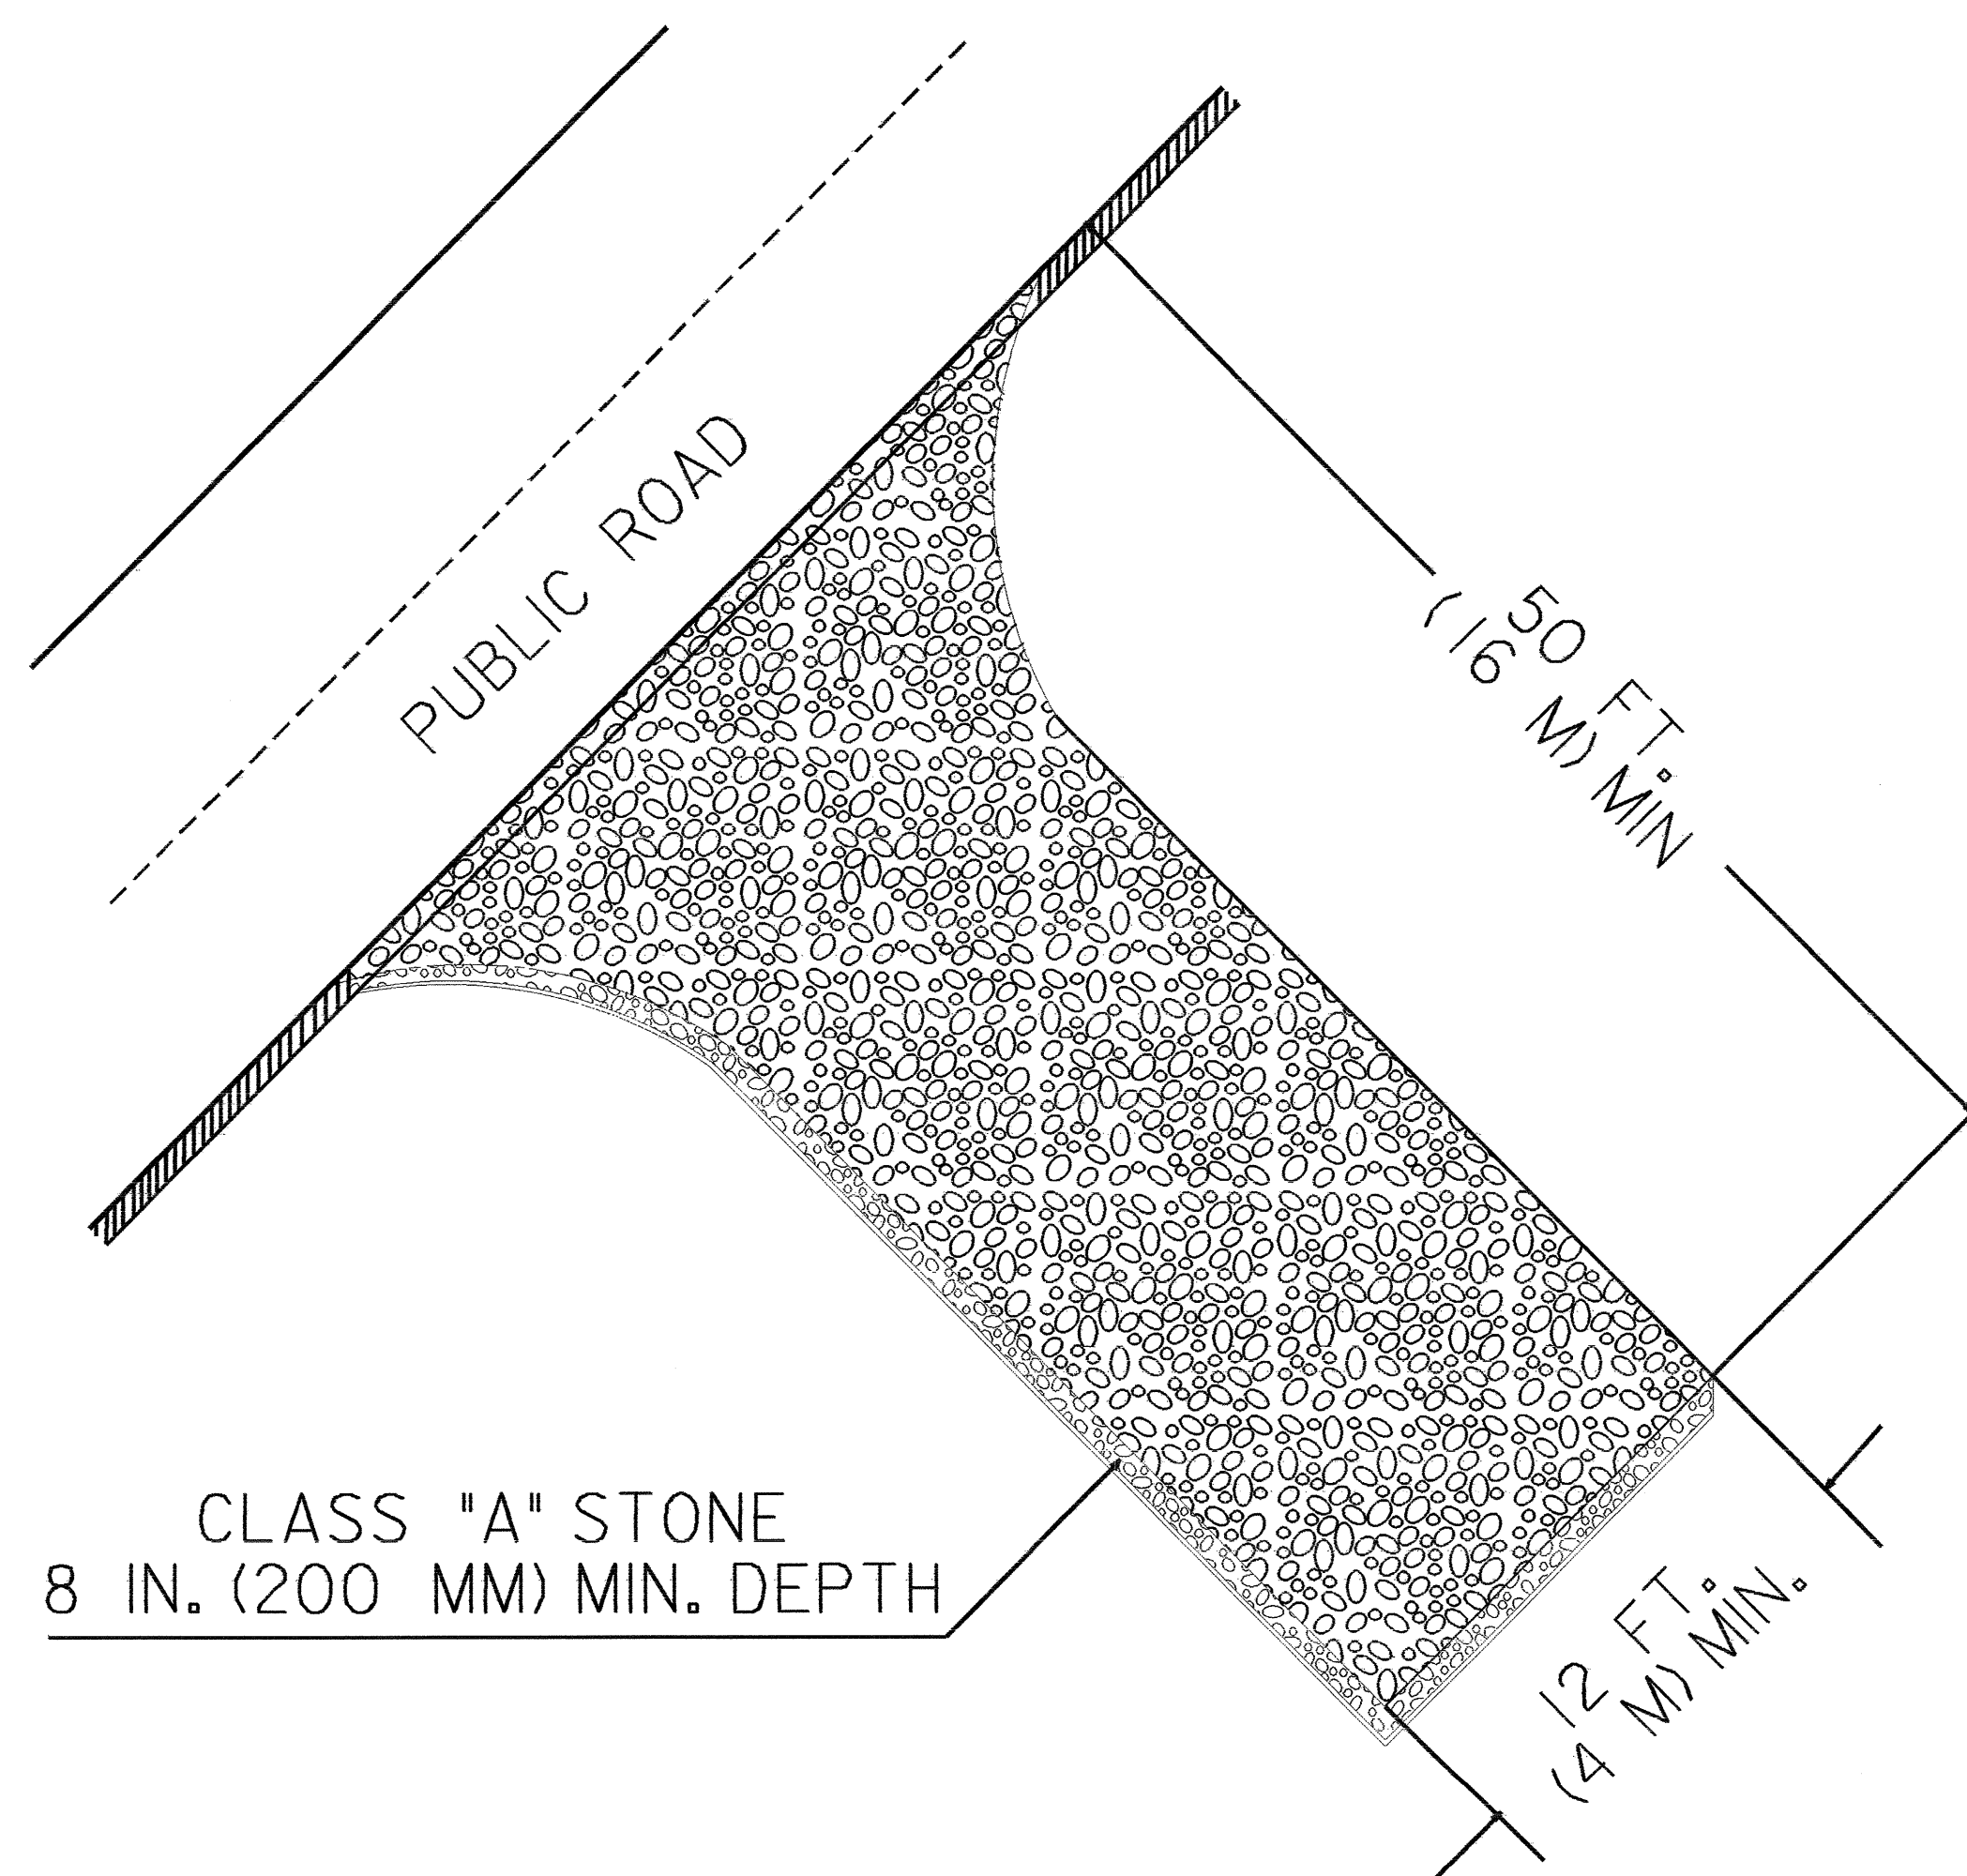 PUBLIC ROAD
50 FT.
(16 M) MIN
CLASS "A" STONE
8 IN. (200 MM) MIN. DEPTH
12 FT.
(4 M) MIN.